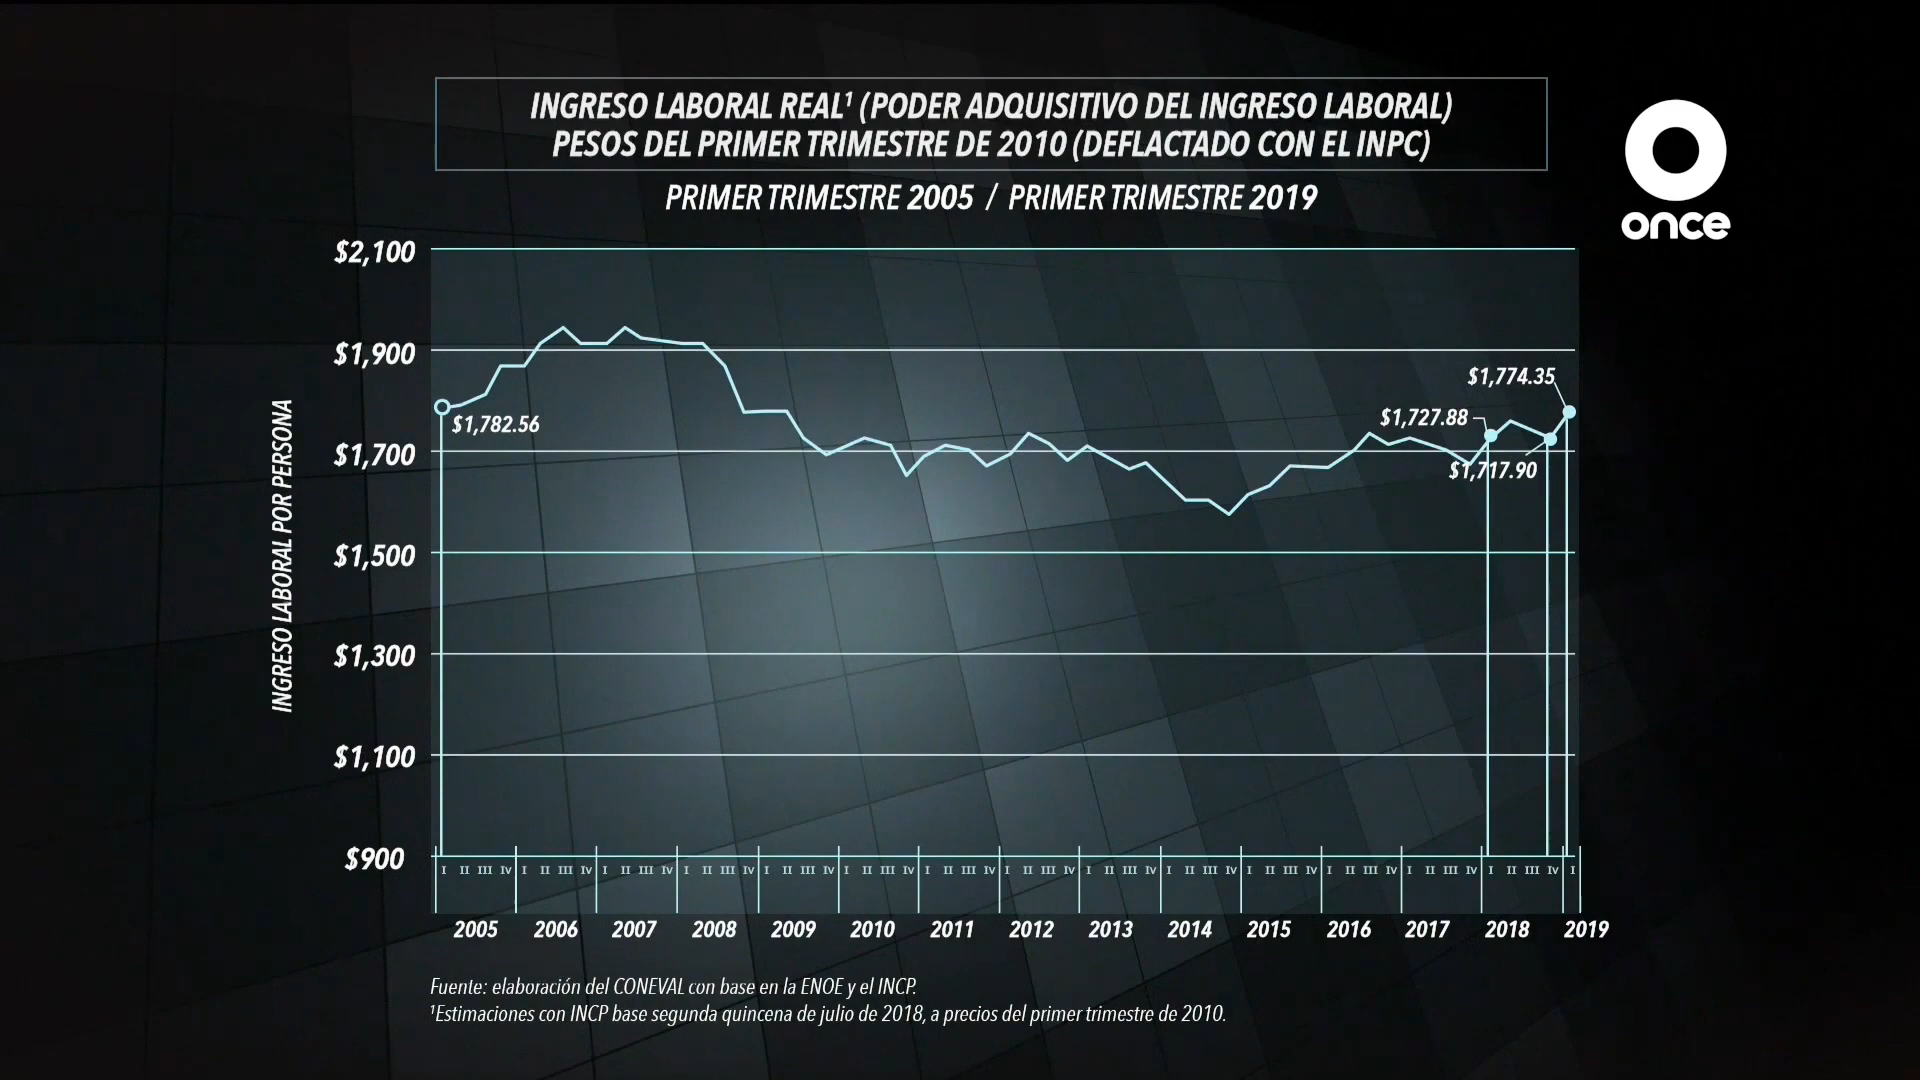 INGRESO LABORAL REAL¹ (PODER ADQUISITIVO DEL INGRESO LABORAL)
PESOS DEL PRIMER TRIMESTRE DE 2010 (DEFLACTADO CON EL INPC)
PRIMER TRIMESTRE 2005 / PRIMER TRIMESTRE 2019
once
INGRESO LABORAL POR PERSONA
$2,100
$1,900
$1,700
$1,500
$1,300
$1,100
$900
$1,782.56
$1,774.35
$1,727.88
$1,717.90
I II III IV I II III IV I II III IV I II III IV I II III IV I II III IV I II III IV I II III IV I II III IV I II III IV I II III IV I II III IV I II III IV I II III IV I
2005 2006 2007 2008 2009 2010 2011 2012 2013 2014 2015 2016 2017 2018 2019
Fuente: elaboración del CONEVAL con base en la ENOE y el INCP.
¹Estimaciones con INCP base segunda quincena de julio de 2018, a precios del primer trimestre de 2010.